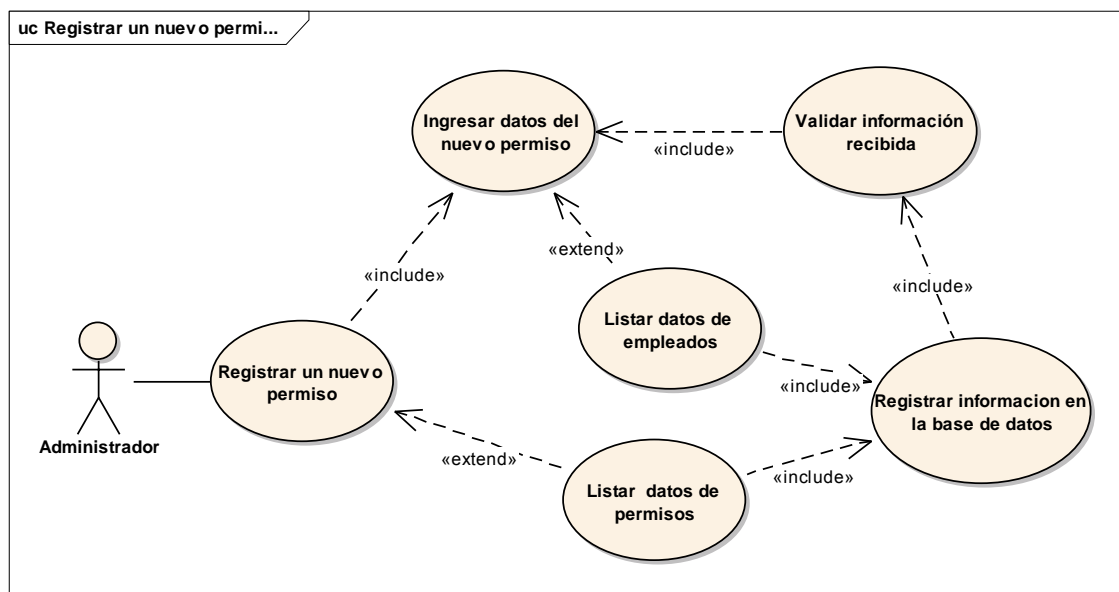 uc Registrar un nuevo permi...
Ingresar datos del
nuevo permiso
Validar información
recibida
«include»
«extend»
«include»
«include»
Listar datos de
empleados
Registrar un nuevo
permiso
«include»
Registrar informacion en
la base de datos
Administrador
«extend»
«include»
Listar datos de
permisos